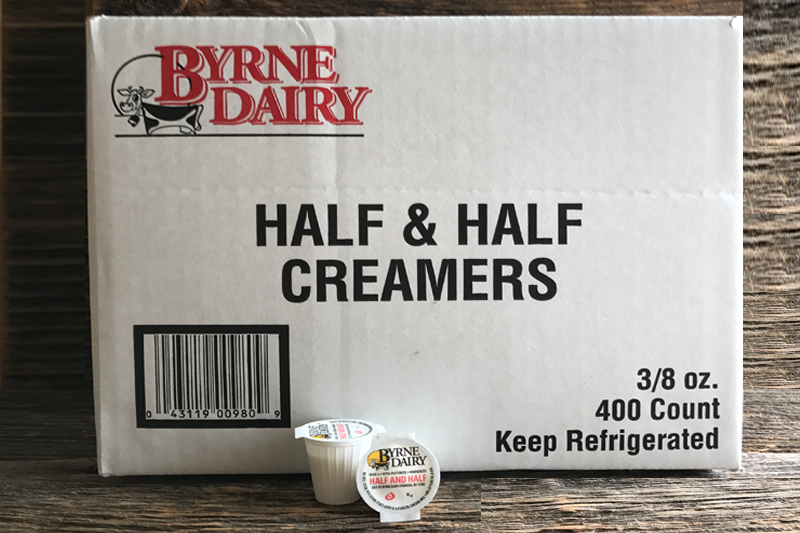 BYRNE
DAIRY
HALF & HALF
CREAMERS
0 43119 00980 9
3/8 oz.
400 Count
Keep Refrigerated
BYRNE
DAIRY
HALF AND HALF